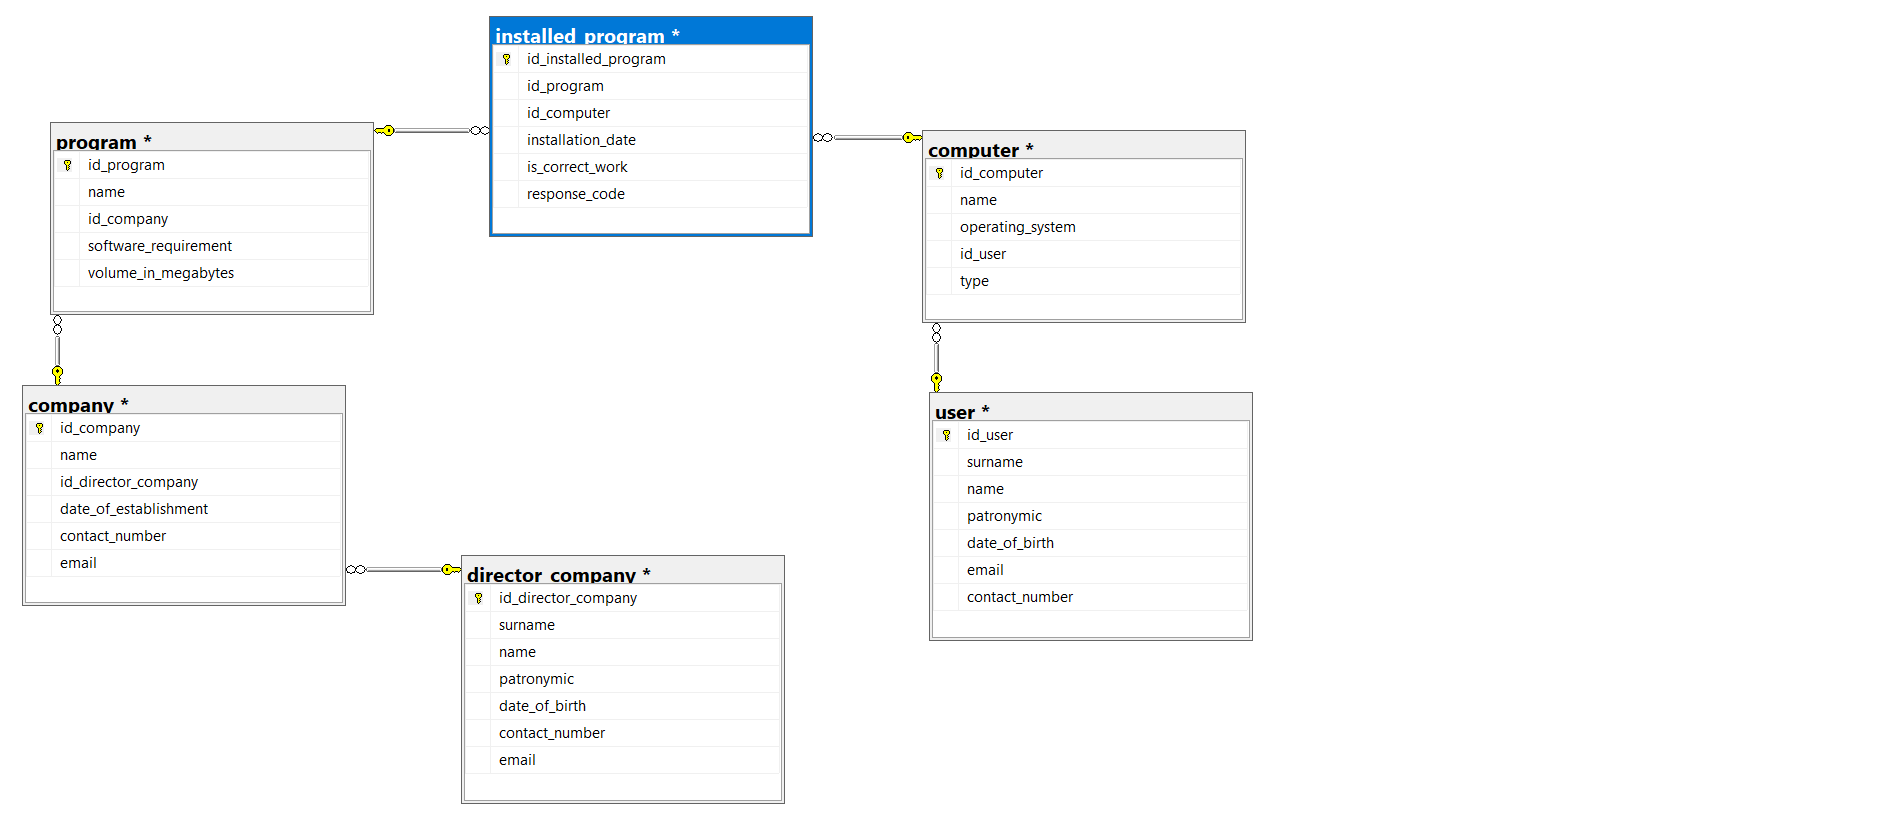 installed_program *
id_installed_program
id_program
id_computer
installation_date
is_correct_work
response_code
program *
id_program
name
id_company
software_requirement
volume_in_megabytes
computer *
id_computer
name
operating_system
id_user
type
company *
id_company
name
id_director_company
date_of_establishment
contact_number
email
user *
id_user
surname
name
patronymic
date_of_birth
email
contact_number
director_company *
id_director_company
surname
name
patronymic
date_of_birth
contact_number
email